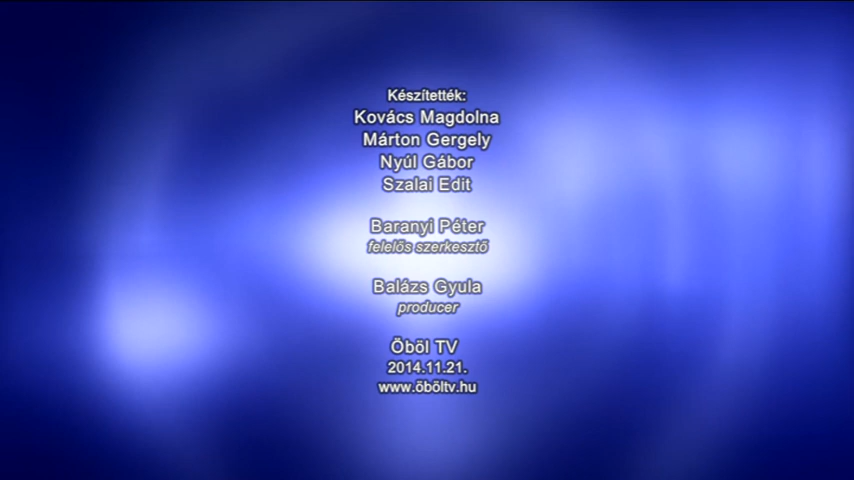 Készítették:
Kovács Magdolna
Márton Gergely
Nyúl Gábor
Szalai Edit
Baranyi Péter
felelős szerkesztő
Balázs Gyula
producer
Öböl TV
2014.11.21.
www.öböltv.hu